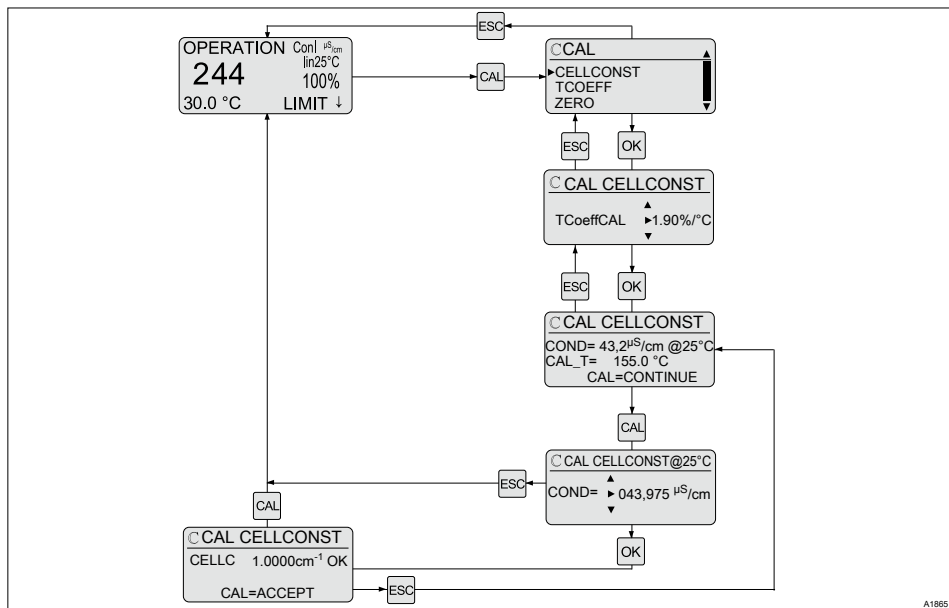 ESC
OPERATION Cond µS/cm
lin25°C
244
100%
30.0 °C LIMIT ↓
CAL
ℂCAL
▲
►CELLCONST
TCOEFF
ZERO
▼
ESC
OK
ℂ CAL CELLCONST
▲
TCoeffCAL ►1.90%/°C
▼
ESC
OK
ℂ CAL CELLCONST
COND= 43,2µS/cm @25°C
CAL_T= 155.0 °C
CAL=CONTINUE
CAL
ℂ CAL CELLCONST@25°C
▲
COND= ► 043,975 µS/cm
▼
ESC
CAL
OK
ℂ CAL CELLCONST
CELLC 1.0000cm-1 OK
CAL=ACCEPT
ESC
A1865